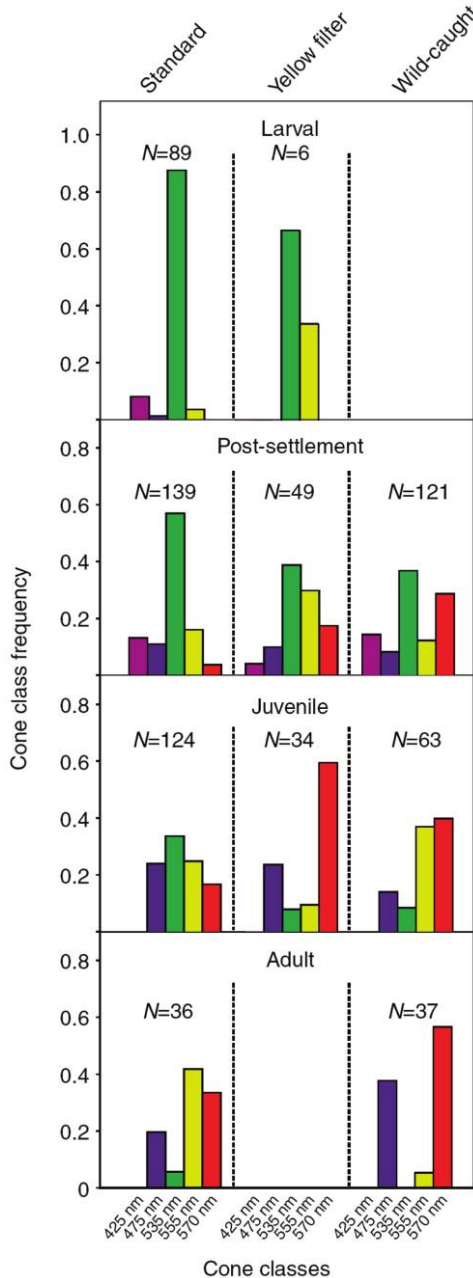 Standard Yellow filter Wild-caught
Larval
1.0
N=89 N=6
0.8
0.6
0.4
0.2
Post-settlement
0.8
N=139 N=49 N=121
0.6
0.4
0.2
Juvenile
0.8
N=124 N=34 N=63
0.6
0.4
0.2
Adult
0.8
N=36 N=37
0.6
0.4
0.2
0
Cone class frequency
425 nm 475 nm 535 nm 555 nm 570 nm 425 nm 475 nm 535 nm 555 nm 570 nm 425 nm 475 nm 535 nm 555 nm 570 nm
Cone classes